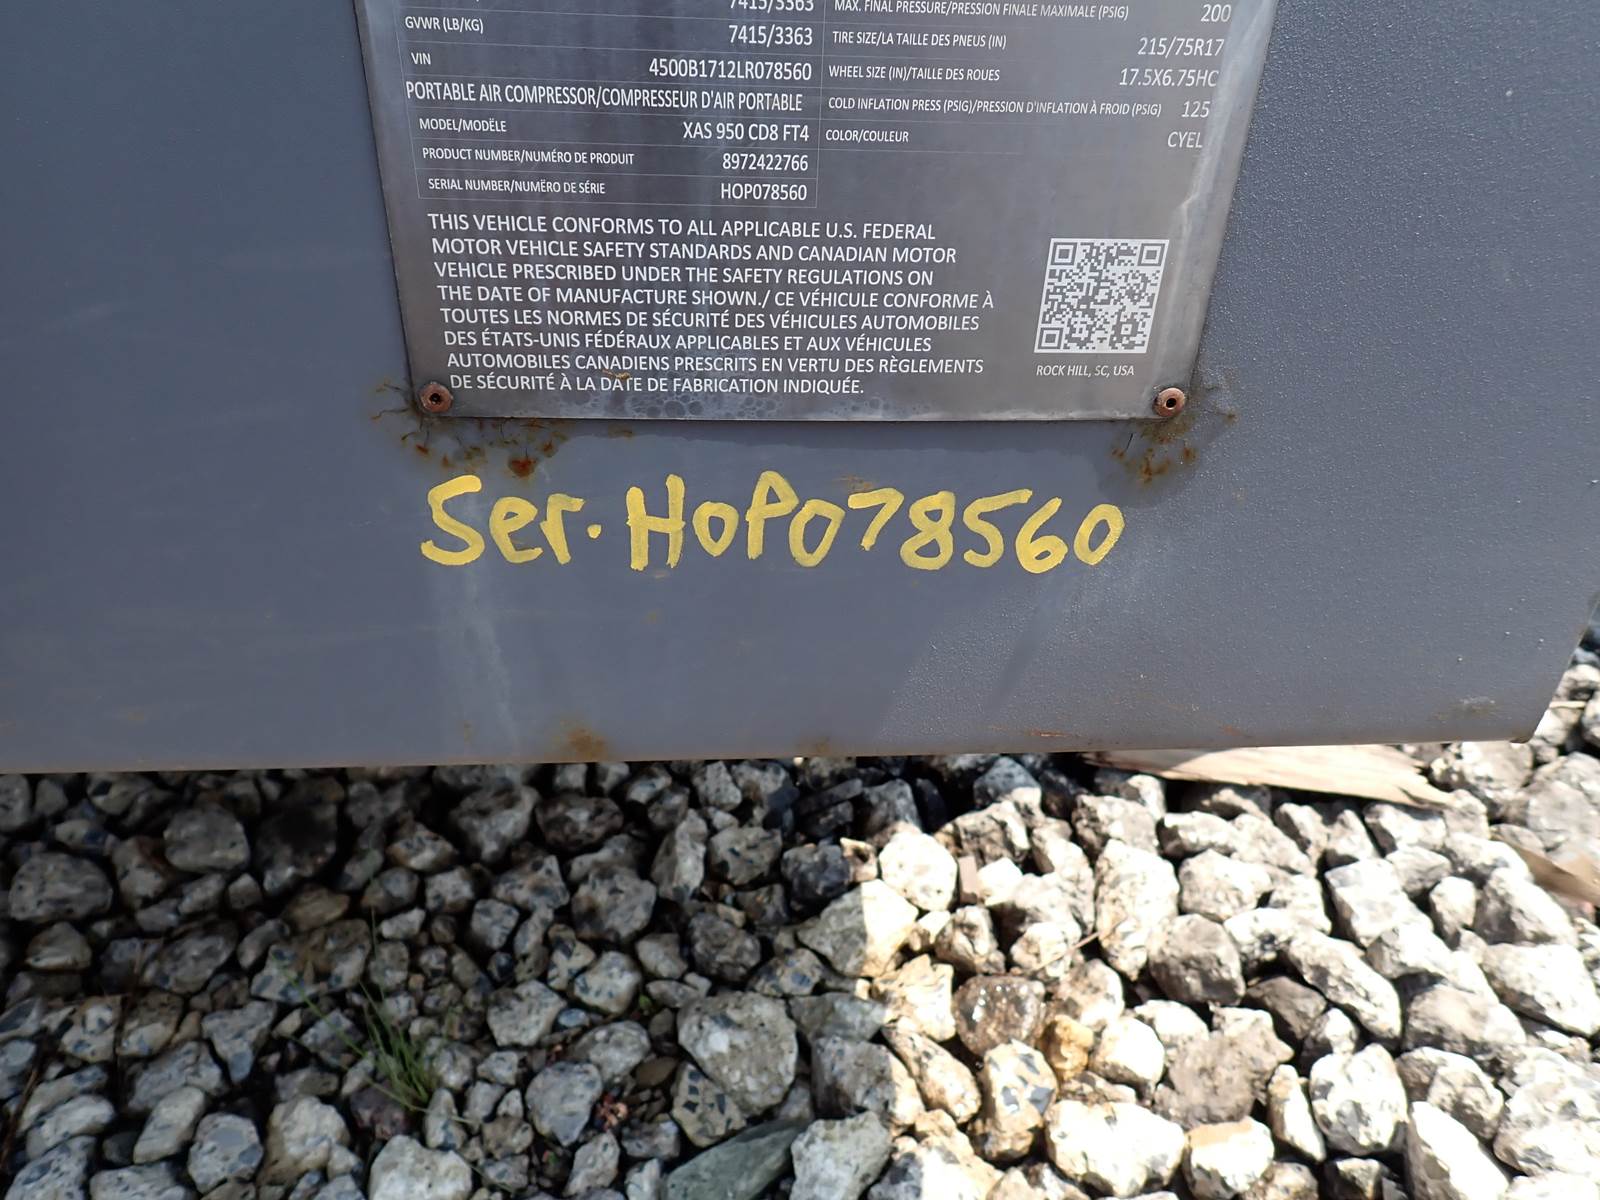 7415/3363
MAX. FINAL PRESSURE/PRESSION FINALE MAXIMALE (PSIG) 200
GVWR (LB/KG) 7415/3363
TIRE SIZE/LA TAILLE DES PNEUS (IN) 215/75R17
VIN 4500B1712LR078560
WHEEL SIZE (IN)/TAILLE DES ROUES 17.5X6.75HC
PORTABLE AIR COMPRESSOR/COMPRESSEUR D'AIR PORTABLE
COLD INFLATION PRESS (PSIG)/PRESSION D'INFLATION À FROID (PSIG) 125
MODEL/MODËLE XAS 950 CD8 FT4
COLOR/COULEUR CYEL
PRODUCT NUMBER/NUMÉRO DE PRODUIT 8972422766
SERIAL NUMBER/NUMËRO DE SÉRIE HOP078560
THIS VEHICLE CONFORMS TO ALL APPLICABLE U.S. FEDERAL
MOTOR VEHICLE SAFETY STANDARDS AND CANADIAN MOTOR
VEHICLE PRESCRIBED UNDER THE SAFETY REGULATIONS ON
THE DATE OF MANUFACTURE SHOWN./ CE VÉHICULE CONFORME À
TOUTES LES NORMES DE SÉCURITÉ DES VÉHICULES AUTOMOBILES
DES ÉTATS-UNIS FÉDÉRAUX APPLICABLES ET AUX VÉHICULES
AUTOMOBILES CANADIENS PRESCRITS EN VERTU DES RÈGLEMENTS
DE SÉCURITÉ À LA DATE DE FABRICATION INDIQUÉE.
ROCK HILL, SC, USA
Ser. HOP078560